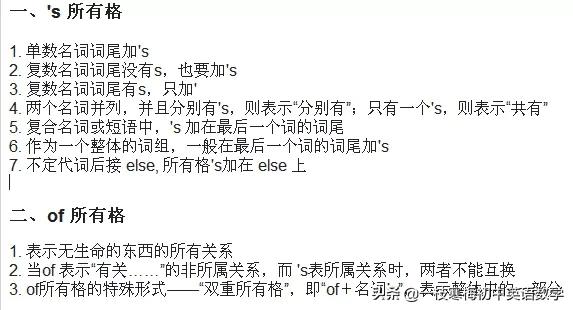 一、's 所有格
1. 单数名词词尾加's
2. 复数名词词尾没有s，也要加's
3. 复数名词词尾有s，只加'
4. 两个名词并列，并且分别有's，则表示“分别有”；只有一个's，则表示“共有”
5. 复合名词或短语中，'s 加在最后一个词的词尾
6. 作为一个整体的词组，一般在最后一个词的词尾加's
7. 不定代词后接 else, 所有格's加在 else 上
二、of 所有格
1. 表示无生命的东西的所有关系
2. 当of 表示“有关……”的非所属关系，而 's表所属关系时，两者不能互换
3. of所有格的特殊形式——“双重所有格”，即“of＋名词
表示整体中的一部分
头条
初中英语数学